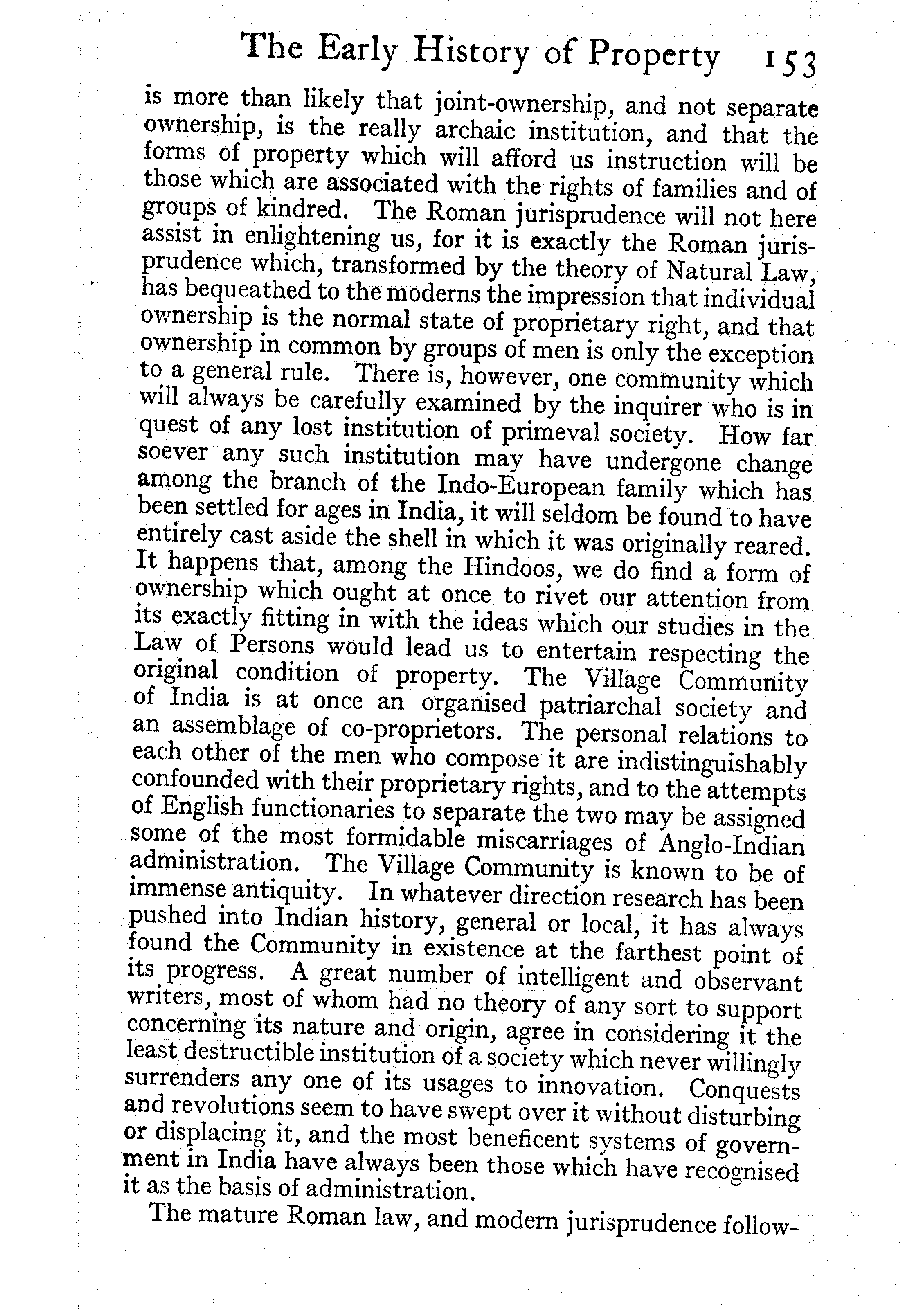 The Early History of Property 153
is more than likely that joint-ownership, and not separate
ownership, is the really archaic institution, and that the
forms of property which will afford us instruction will be
those which are associated with the rights of families and of
groups of kindred. The Roman jurisprudence will not here
assist in enlightening us, for it is exactly the Roman juris-
prudence which, transformed by the theory of Natural Law,
has bequeathed to the moderns the impression that individual
ownership is the normal state of proprietary right, and that
ownership in common by groups of men is only the exception
to a general rule. There is, however, one community which
will always be carefully examined by the inquirer who is in
quest of any lost institution of primeval society. How far
soever any such institution may have undergone change
among the branch of the Indo-European family which has
been settled for ages in India, it will seldom be found to have
entirely cast aside the shell in which it was originally reared.
It happens that, among the Hindoos, we do find a form of
ownership which ought at once to rivet our attention from
its exactly fitting in with the ideas which our studies in the
Law of Persons would lead us to entertain respecting the
original condition of property. The Village Community
of India is at once an organised patriarchal society and
an assemblage of co-proprietors. The personal relations to
each other of the men who compose it are indistinguishably
confounded with their proprietary rights, and to the attempts
of English functionaries to separate the two may be assigned
some of the most formidable miscarriages of Anglo-Indian
administration. The Village Community is known to be of
immense antiquity. In whatever direction research has been
pushed into Indian history, general or local, it has always
found the Community in existence at the farthest point of
its progress. A great number of intelligent and observant
writers, most of whom had no theory of any sort to support
concerning its nature and origin, agree in considering it the
least destructible institution of a society which never willingly
surrenders any one of its usages to innovation. Conquests
and revolutions seem to have swept over it without disturbing
or displacing it, and the most beneficent systems of govern-
ment in India have always been those which have recognised
it as the basis of administration.
The mature Roman law, and modern jurisprudence follow-